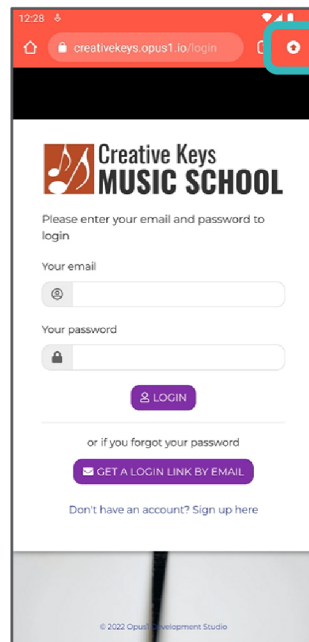 12:28
creativekeys.opus1.io/login
Creative Keys
MUSIC SCHOOL
Please enter your email and password to
login
Your email
Your password
LOGIN
or if you forgot your password
GET A LOGIN LINK BY EMAIL
Don't have an account? Sign up here
© 2022 Opus1 Development Studio